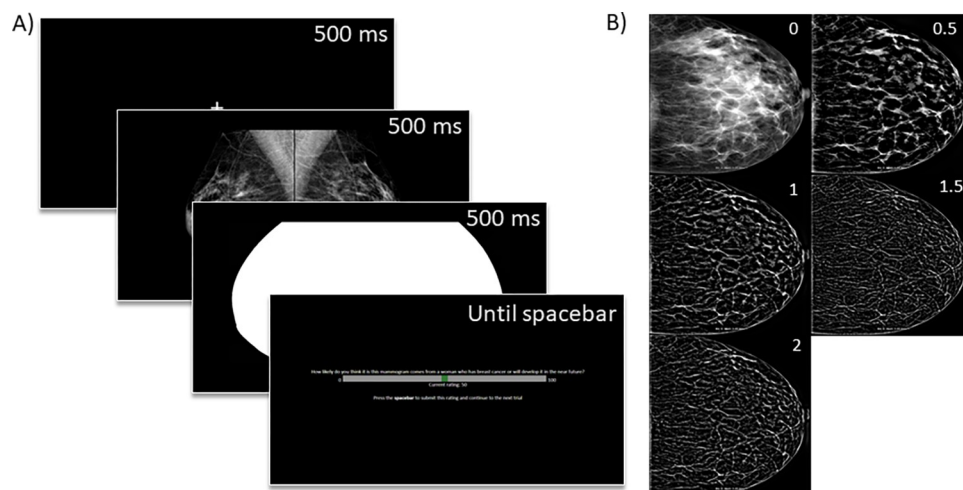 A)
500 ms
500 ms
500 ms
Until spacebar
How likely do you think it is this mammogram comes from a woman who has breast cancer or will develop it in the near future?
0
100
Current rating: 50
Press the spacebar to submit this rating and continue to the next trial
B)
0
0.5
1
1.5
2